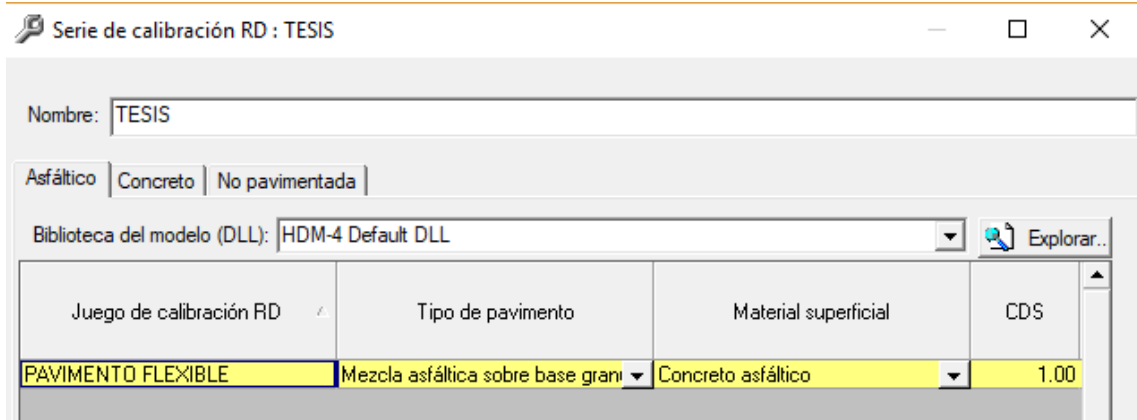 Serie de calibración RD : TESIS
Nombre: TESIS
Asfáltico Concreto No pavimentada
Biblioteca del modelo (DLL): HDM-4 Default DLL Explorar..
Juego de calibración RD Tipo de pavimento Material superficial CDS
PAVIMENTO FLEXIBLE Mezcla asfáltica sobre base Concreto asfáltico 1.00